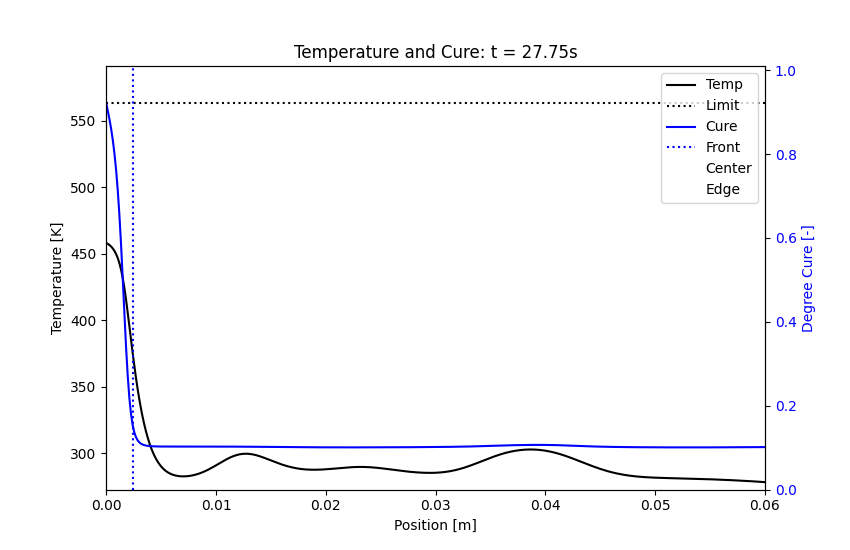 Temperature and Cure: t = 27.75s
Temp
Limit
Cure
Front
Center
Edge
Temperature [K]
550
500
450
400
350
300
Degree Cure [-]
1.0
0.8
0.6
0.4
0.2
0.0
0.00 0.01 0.02 0.03 0.04 0.05 0.06
Position [m]